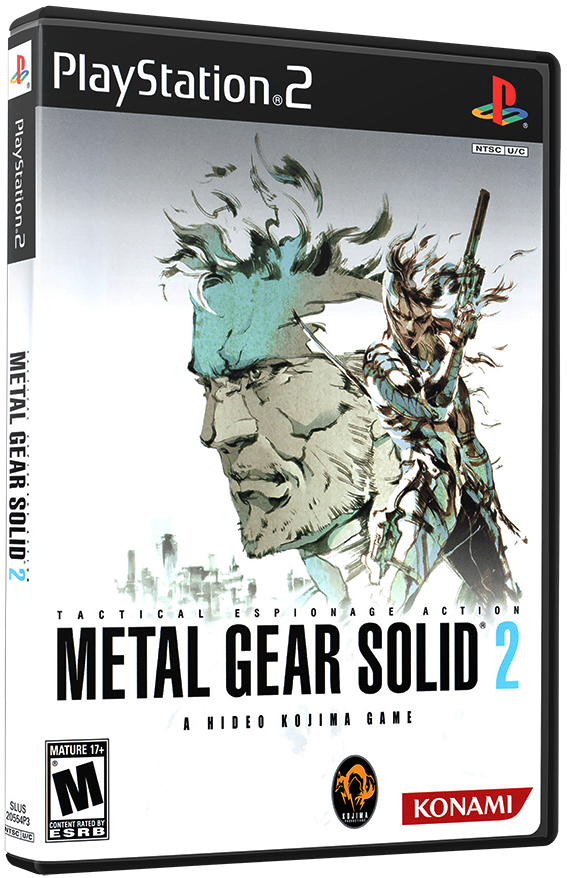 PlayStation®2
NTSC U/C
TACTICAL ESPIONAGE ACTION
METAL GEAR SOLID® 2
A HIDEO KOJIMA GAME
MATURE 17+
M®
CONTENT RATED BY
ESRB
KOJIMA
PRODUCTIONS
KONAMI
PlayStation®2
METAL GEAR SOLID® 2
SLUS
20554P3
NTSC U/C